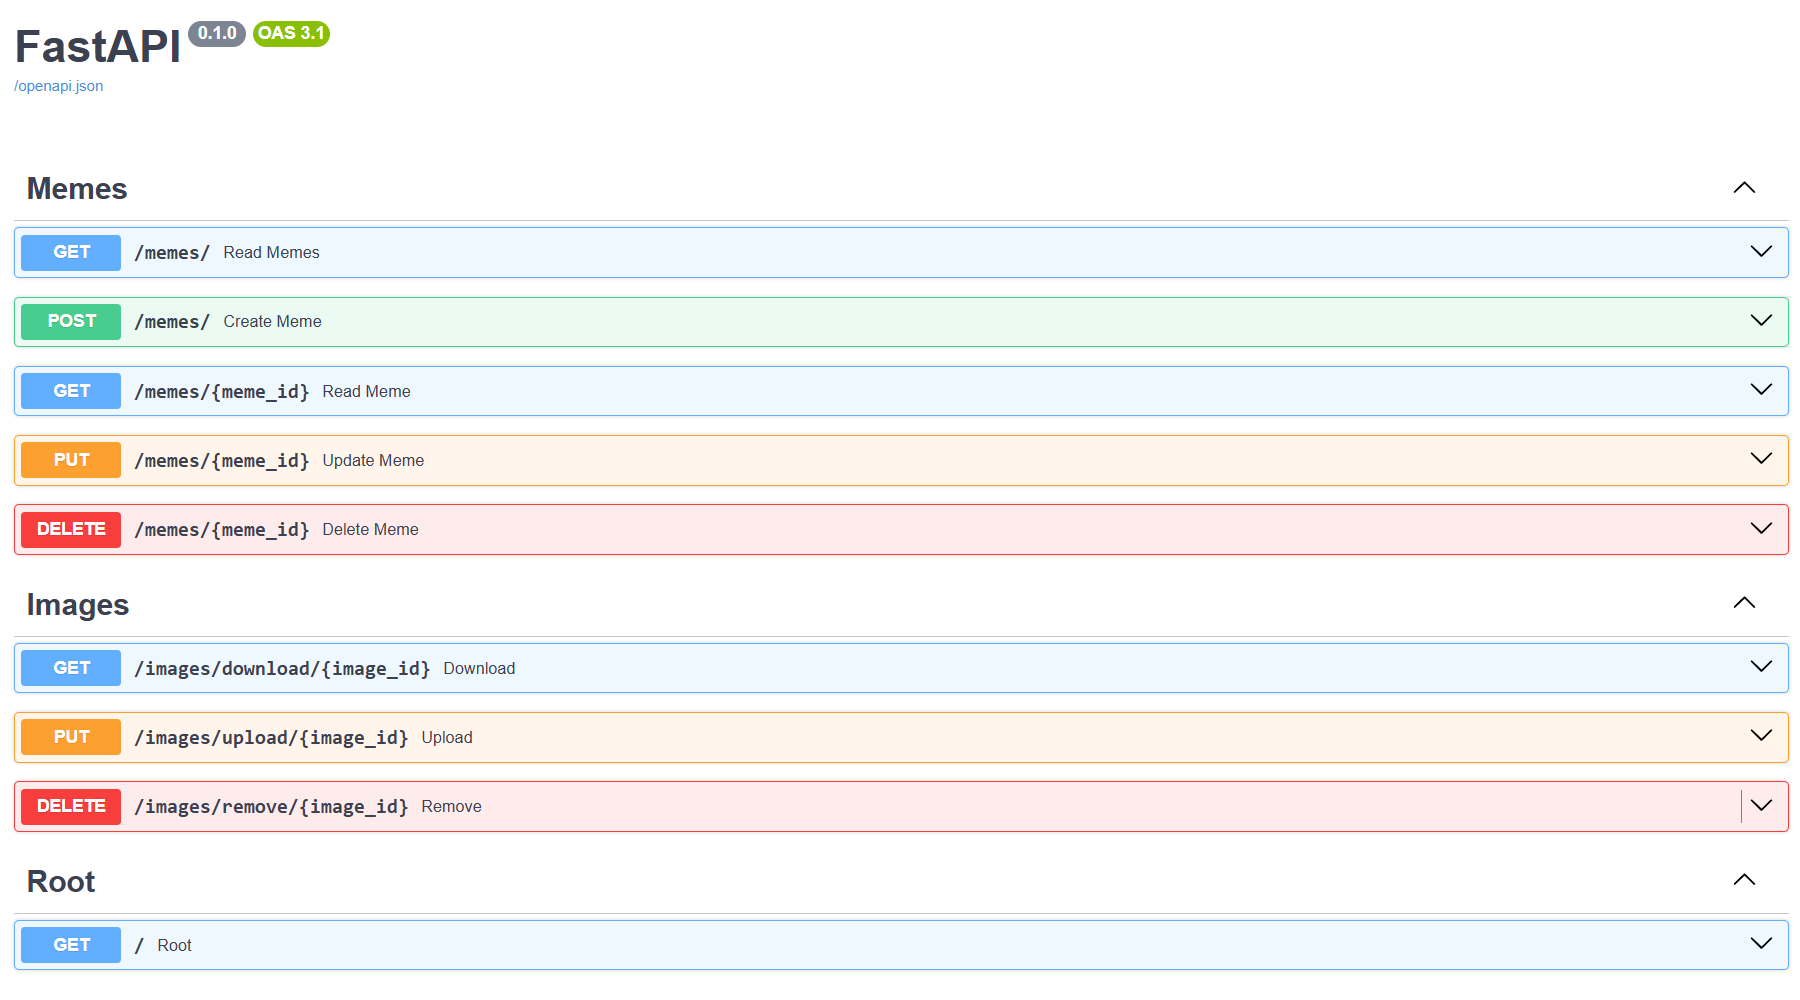 FastAPI 0.1.0 OAS 3.1
/openapi.json
Memes
GET /memes/ Read Memes
POST /memes/ Create Meme
GET /memes/{meme_id} Read Meme
PUT /memes/{meme_id} Update Meme
DELETE /memes/{meme_id} Delete Meme
Images
GET /images/download/{image_id} Download
PUT /images/upload/{image_id} Upload
DELETE /images/remove/{image_id} Remove
Root
GET / Root